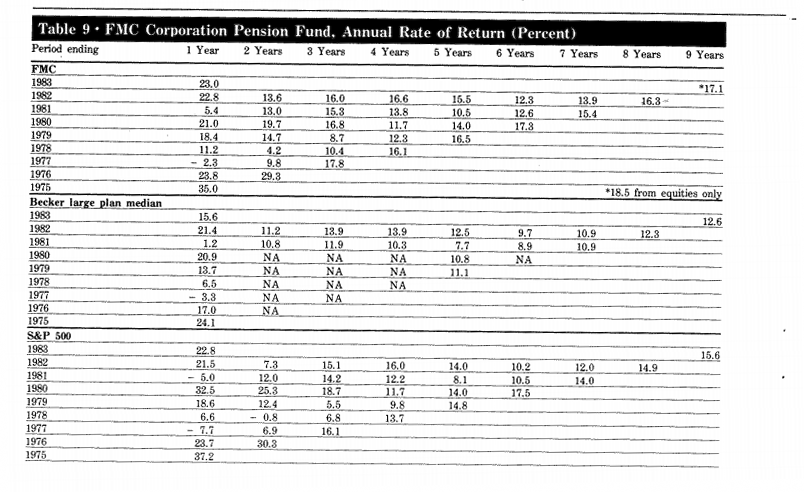 Table 9 • FMC Corporation Pension Fund, Annual Rate of Return (Percent)
Period ending 1 Year 2 Years 3 Years 4 Years 5 Years 6 Years 7 Years 8 Years 9 Years
FMC
1983 23.0 *17.1
1982 22.8 13.6 16.0 16.6 15.5 12.3 13.9 16.3
1981 5.4 13.0 15.3 13.8 10.5 12.6 15.4
1980 21.0 19.7 16.8 11.7 14.0 17.3
1979 18.4 14.7 8.7 12.3 16.5
1978 11.2 4.2 10.4 16.1
1977 – 2.3 9.8 17.8
1976 23.8 29.3
1975 35.0 *18.5 from equities only
Becker large plan median
1983 15.6 12.6
1982 21.4 11.2 13.9 13.9 12.5 9.7 10.9 12.3
1981 1.2 10.8 11.9 10.3 7.7 8.9 10.9
1980 20.9 NA NA NA 10.8 NA
1979 13.7 NA NA NA 11.1
1978 6.5 NA NA NA
1977 – 3.3 NA NA
1976 17.0 NA
1975 24.1
S&P 500
1983 22.8 15.6
1982 21.5 7.3 15.1 16.0 14.0 10.2 12.0 14.9
1981 – 5.0 12.0 14.2 12.2 8.1 10.5 14.0
1980 32.5 25.3 18.7 11.7 14.0 17.5
1979 18.6 12.4 5.5 9.8 14.8
1978 6.6 – 0.8 6.8 13.7
1977 – 7.7 6.9 16.1
1976 23.7 30.3
1975 37.2